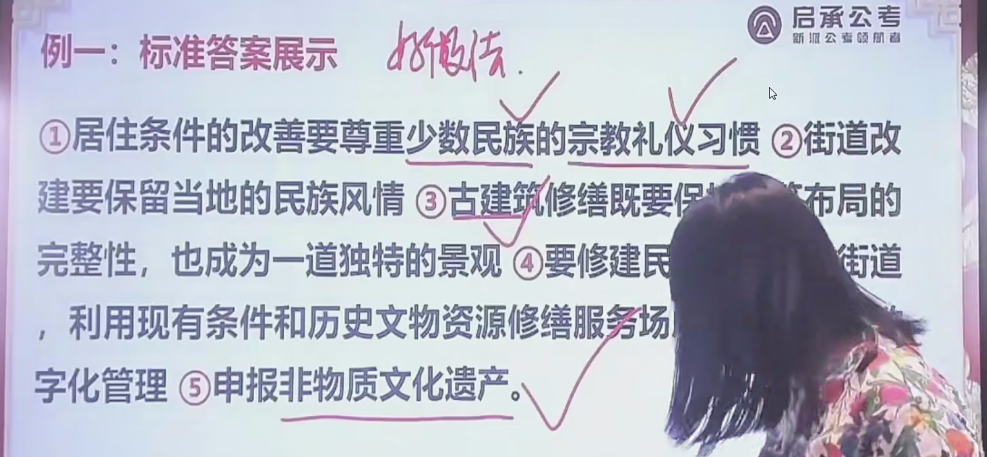 例一：标准答案展示
好做法.
启承公考
新派公考领航者
①居住条件的改善要尊重少数民族的宗教礼仪习惯 ②街道改
建要保留当地的民族风情 ③古建筑修缮既要保 布局的
完整性，也成为一道独特的景观 ④要修建民 街道
，利用现有条件和历史文物资源修缮服务场
字化管理 ⑤申报非物质文化遗产。